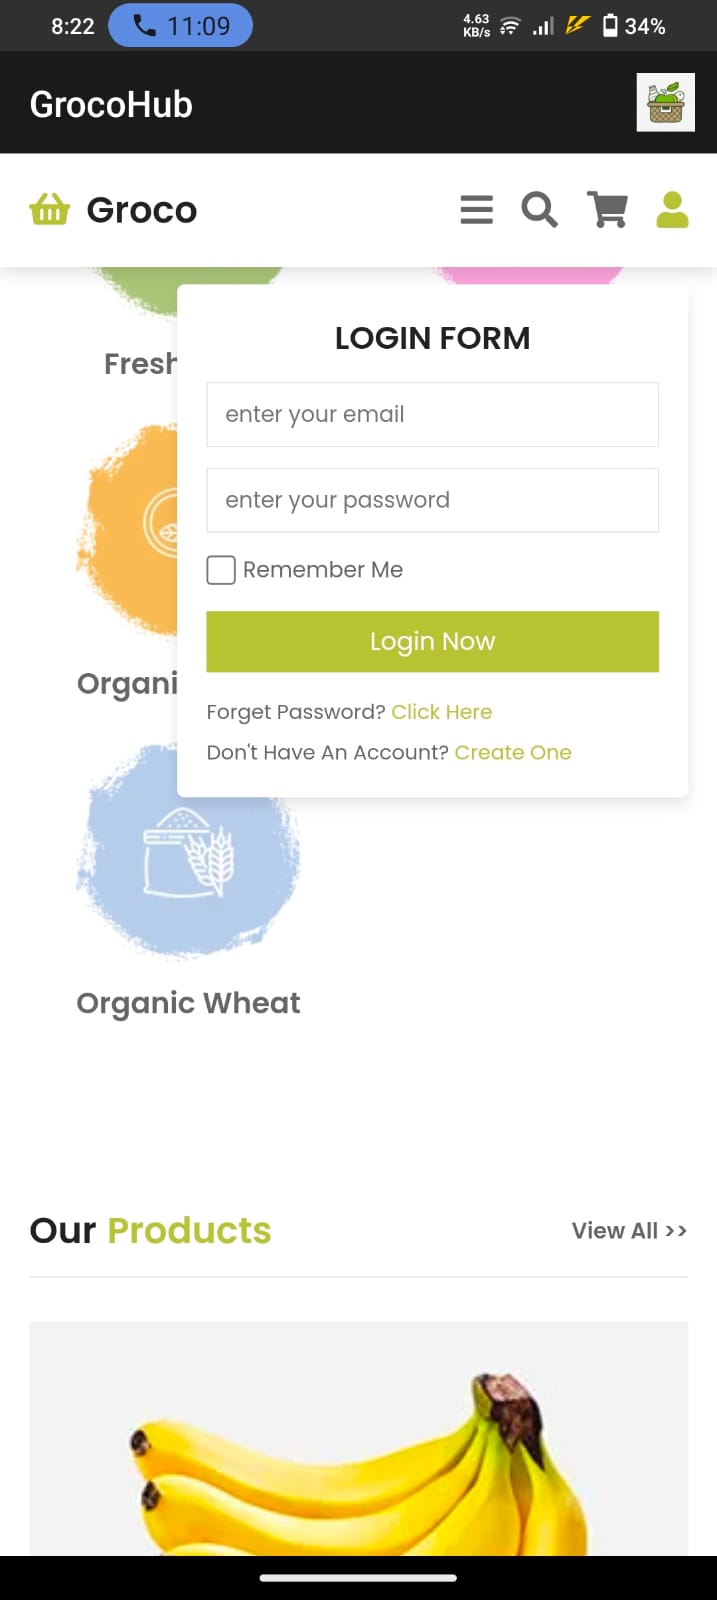 8:22 11:09 4.63 KB/s 34%
GrocoHub
Groco
LOGIN FORM
Fresh
enter your email
enter your password
Remember Me
Login Now
Organi
Forget Password? Click Here
Don't Have An Account? Create One
Organic Wheat
Our Products View All >>